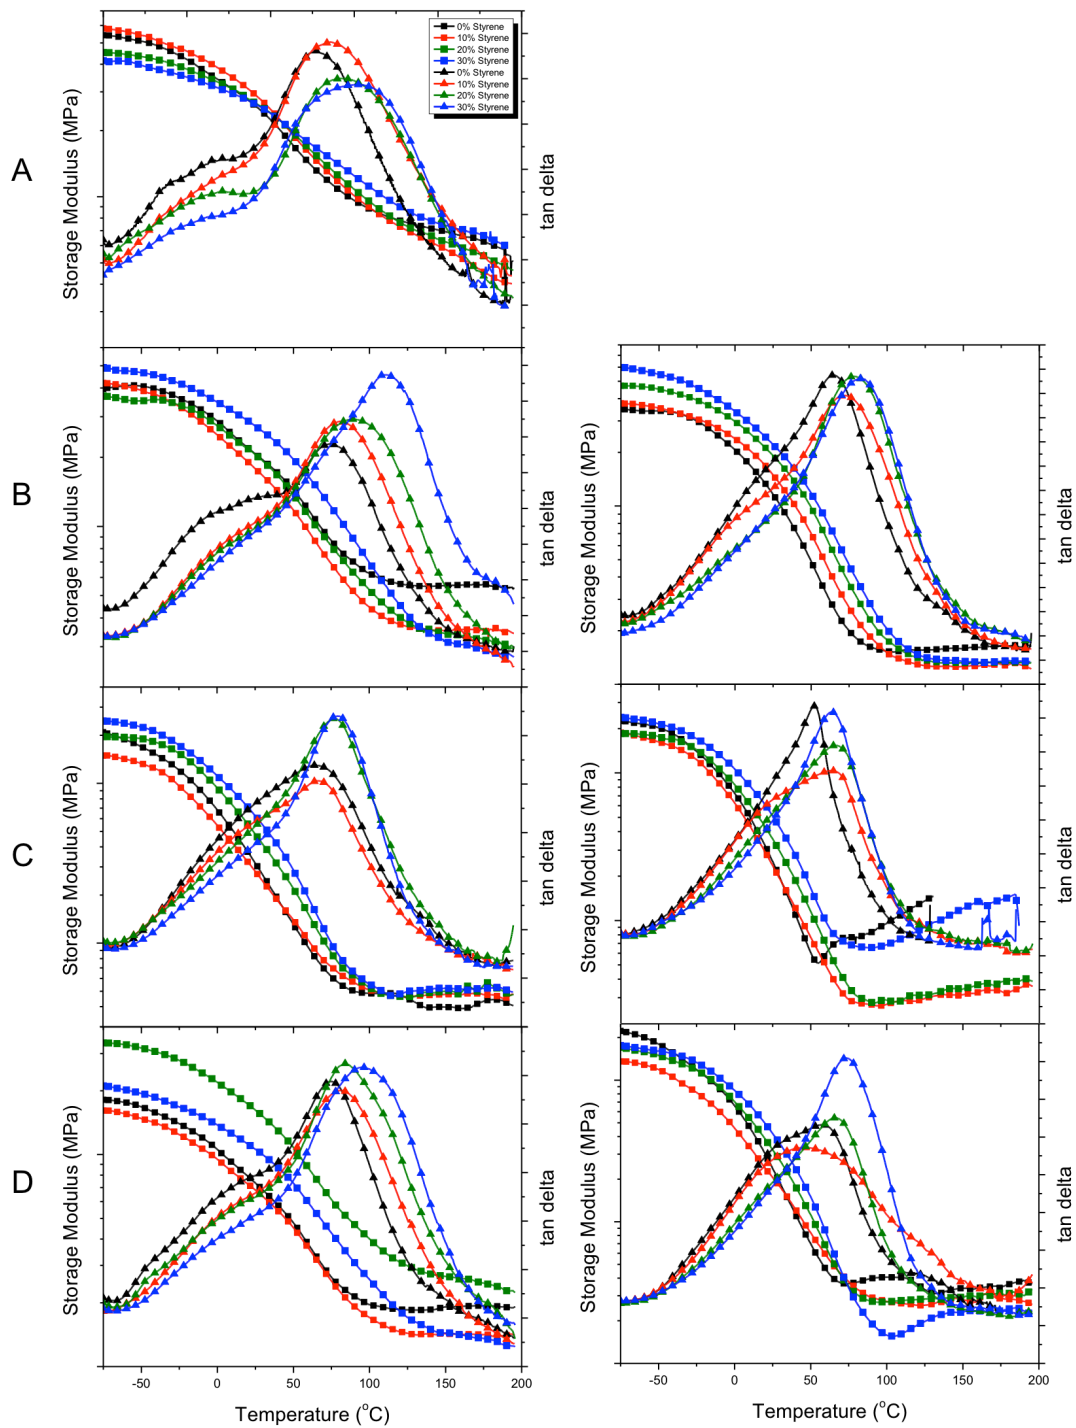 0% Styrene
10% Styrene
20% Styrene
30% Styrene
0% Styrene
10% Styrene
20% Styrene
30% Styrene
A
Storage Modulus (MPa)
tan delta
B
Storage Modulus (MPa)
tan delta
Storage Modulus (MPa)
tan delta
C
Storage Modulus (MPa)
tan delta
Storage Modulus (MPa)
tan delta
D
Storage Modulus (MPa)
tan delta
Storage Modulus (MPa)
tan delta
-50 0 50 100 150 200
-50 0 50 100 150 200
Temperature (°C)
Temperature (°C)